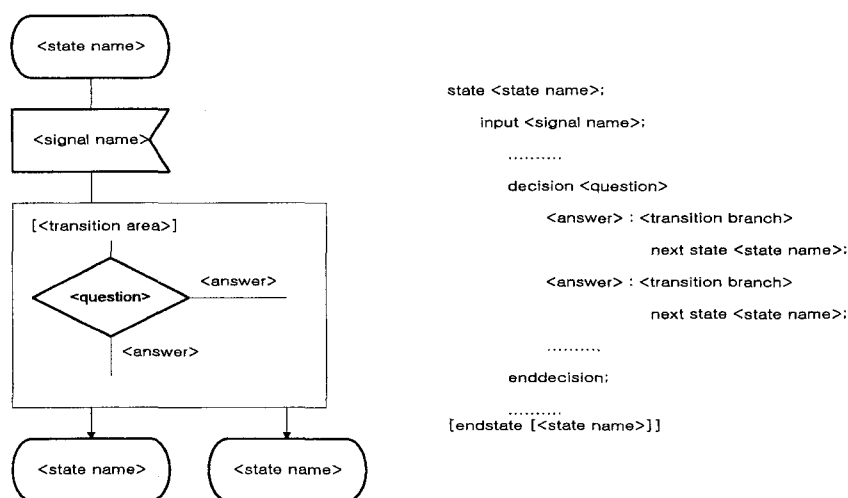 <state name>
<signal name>
[<transition area>]
<question>
<answer>
<answer>
<state name>
<state name>
state <state name>;
input <signal name>;
..........
decision <question>
<answer> : <transition branch>
next state <state name>;
<answer> : <transition branch>
next state <state name>;
..........
enddecision;
..........
[endstate [<state name>]]